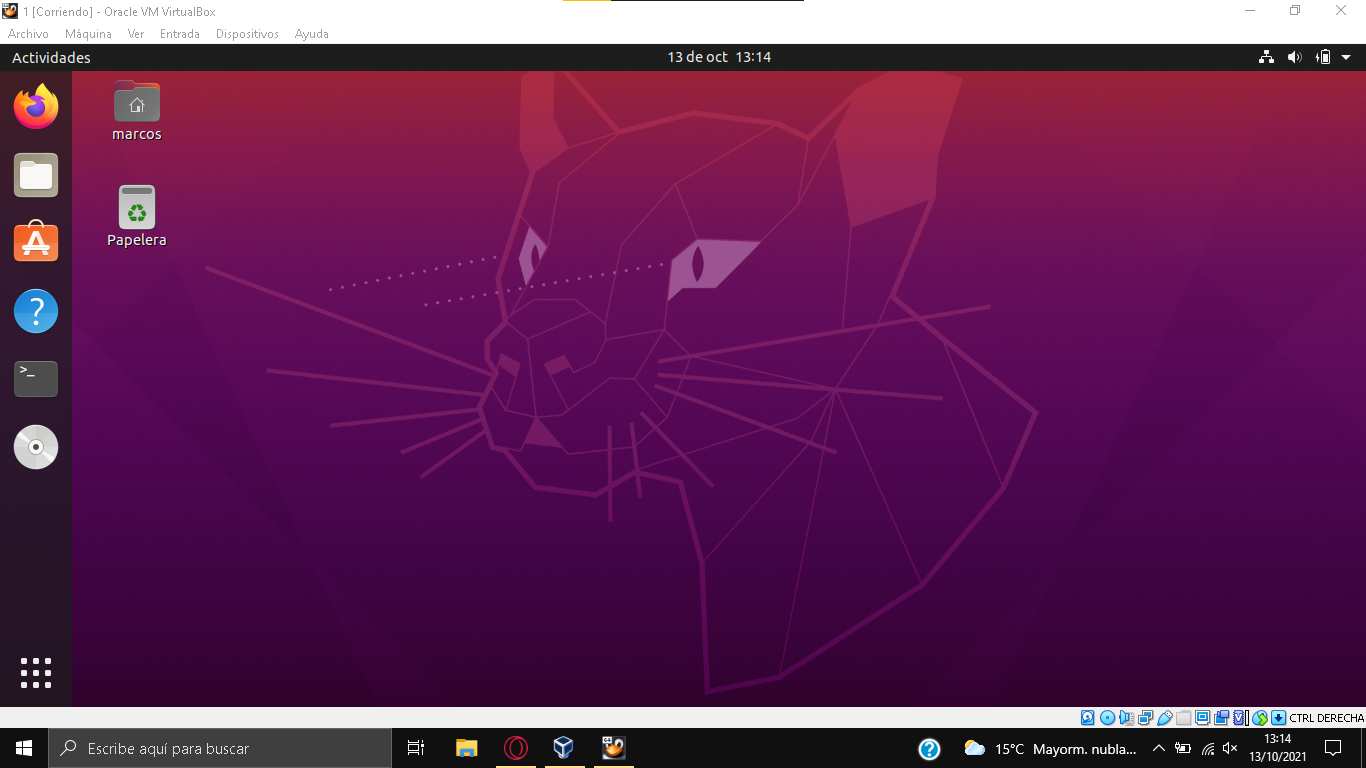 1 [Corriendo] - Oracle VM VirtualBox
Archivo Máquina Ver Entrada Dispositivos Ayuda
Actividades 13 de oct 13:14
marcos
Papelera
?
>_
CTRL DERECHA
Escribe aquí para buscar
64
?
15°C Mayorm. nubla...
13:14
13/10/2021